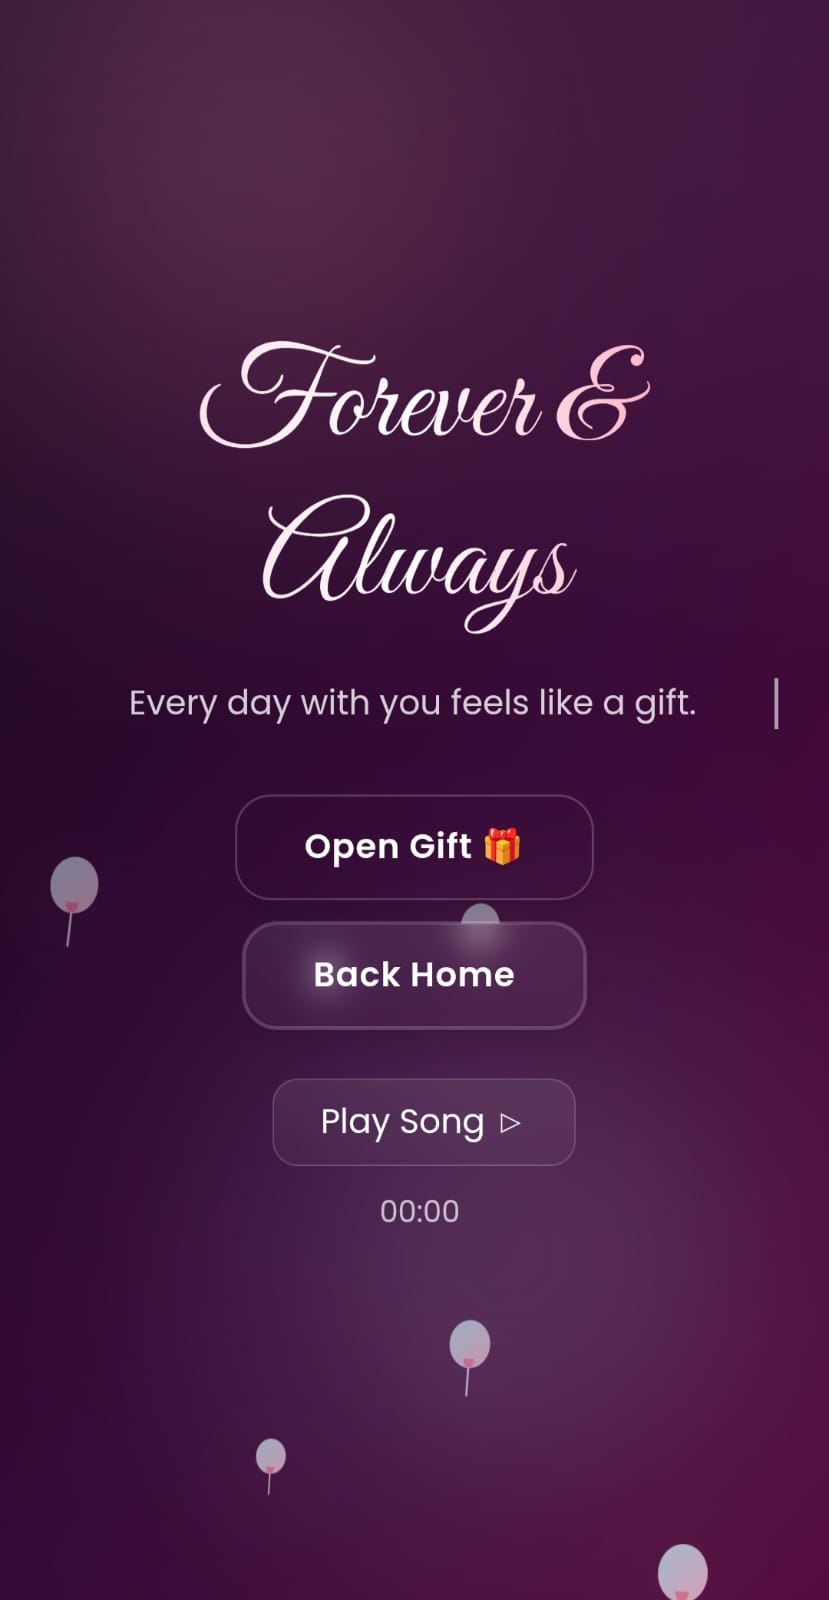 Forever &
Always
Every day with you feels like a gift.
Open Gift 🎁
Back Home
Play Song ▷
00:00